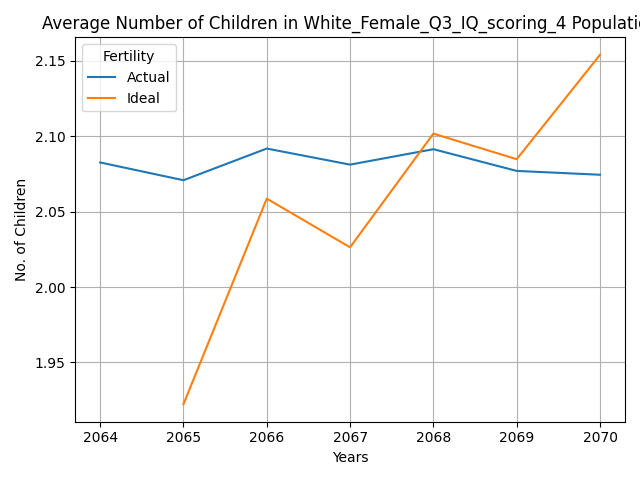 Average Number of Children in White_Female_Q3_IQ_scoring_4 Populatio
Fertility
Actual
Ideal
2.15
2.10
2.05
2.00
1.95
No. of Children
2064 2065 2066 2067 2068 2069 2070
Years